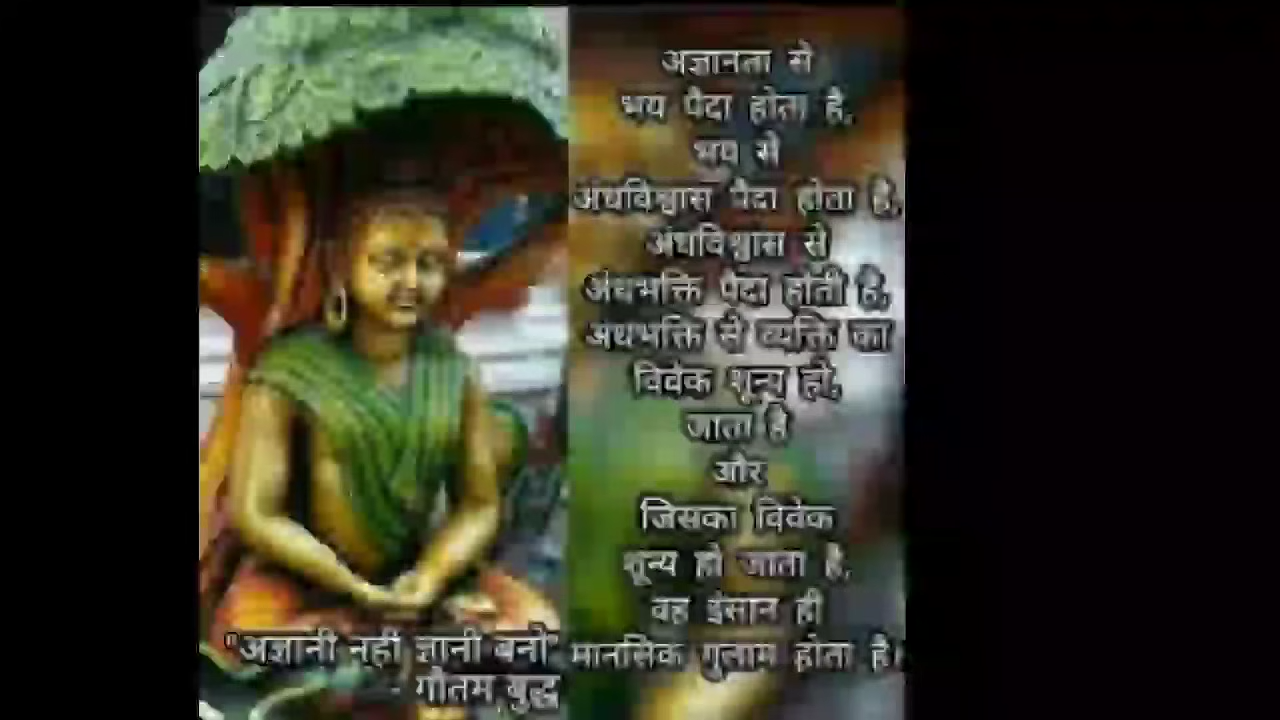 अज्ञानता से
भय पैदा होता है,
भय से
अंधविश्वास पैदा होता है,
अंधविश्वास से
अंधभक्ति पैदा होती है,
अंधभक्ति से व्यक्ति का
विवेक शून्य हो,
जाता है
और
जिसका विवेक
शून्य हो जाता है,
वह इंसान ही
मानसिक गुलाम होता है।
"अज्ञानी नहीं ज्ञानी बनो"
- गौतम बुद्ध